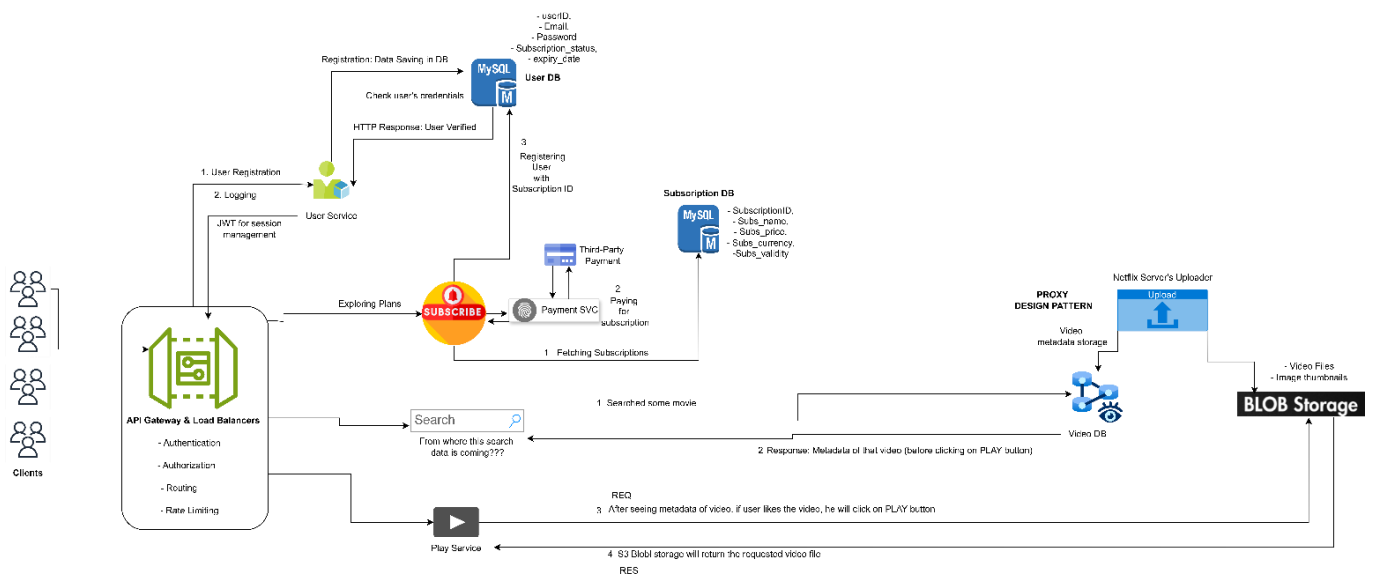 - userID,
- Email,
- Password
- Subscription_status,
- expiry_date
MySQL
M
User DB
Registration: Data Saving in DB
Check user's credentials
HTTP Response: User Verified
3
Registering
User
with
Subscription ID
1. User Registration
2. Logging
User Service
JWT for session
management
Subscription DB
MySQL
M
- SubscriptionID,
- Subs_name,
- Subs_price,
- Subs_currency,
-Subs_validity
Third-Party
Payment
Exploring Plans
SUBSCRIBE
Payment SVC
2
Paying
for
subscription
1 Fetching Subscriptions
Netflix Server's Uploader
PROXY
DESIGN PATTERN
Upload
Video
metadata storage
- Video Files
- Image thumbnails
BLOB Storage
Video DB
API Gateway & Load Balancers
- Authentication
- Authorization
- Routing
- Rate Limiting
Clients
Search
From where this search
data is coming???
1 Searched some movie
2 Response: Metadata of that video (before clicking on PLAY button)
REQ
3 After seeing metadata of video, if user likes the video, he will click on PLAY button
Play Service
4 S3 Blobl storage will return the requested video file
RES